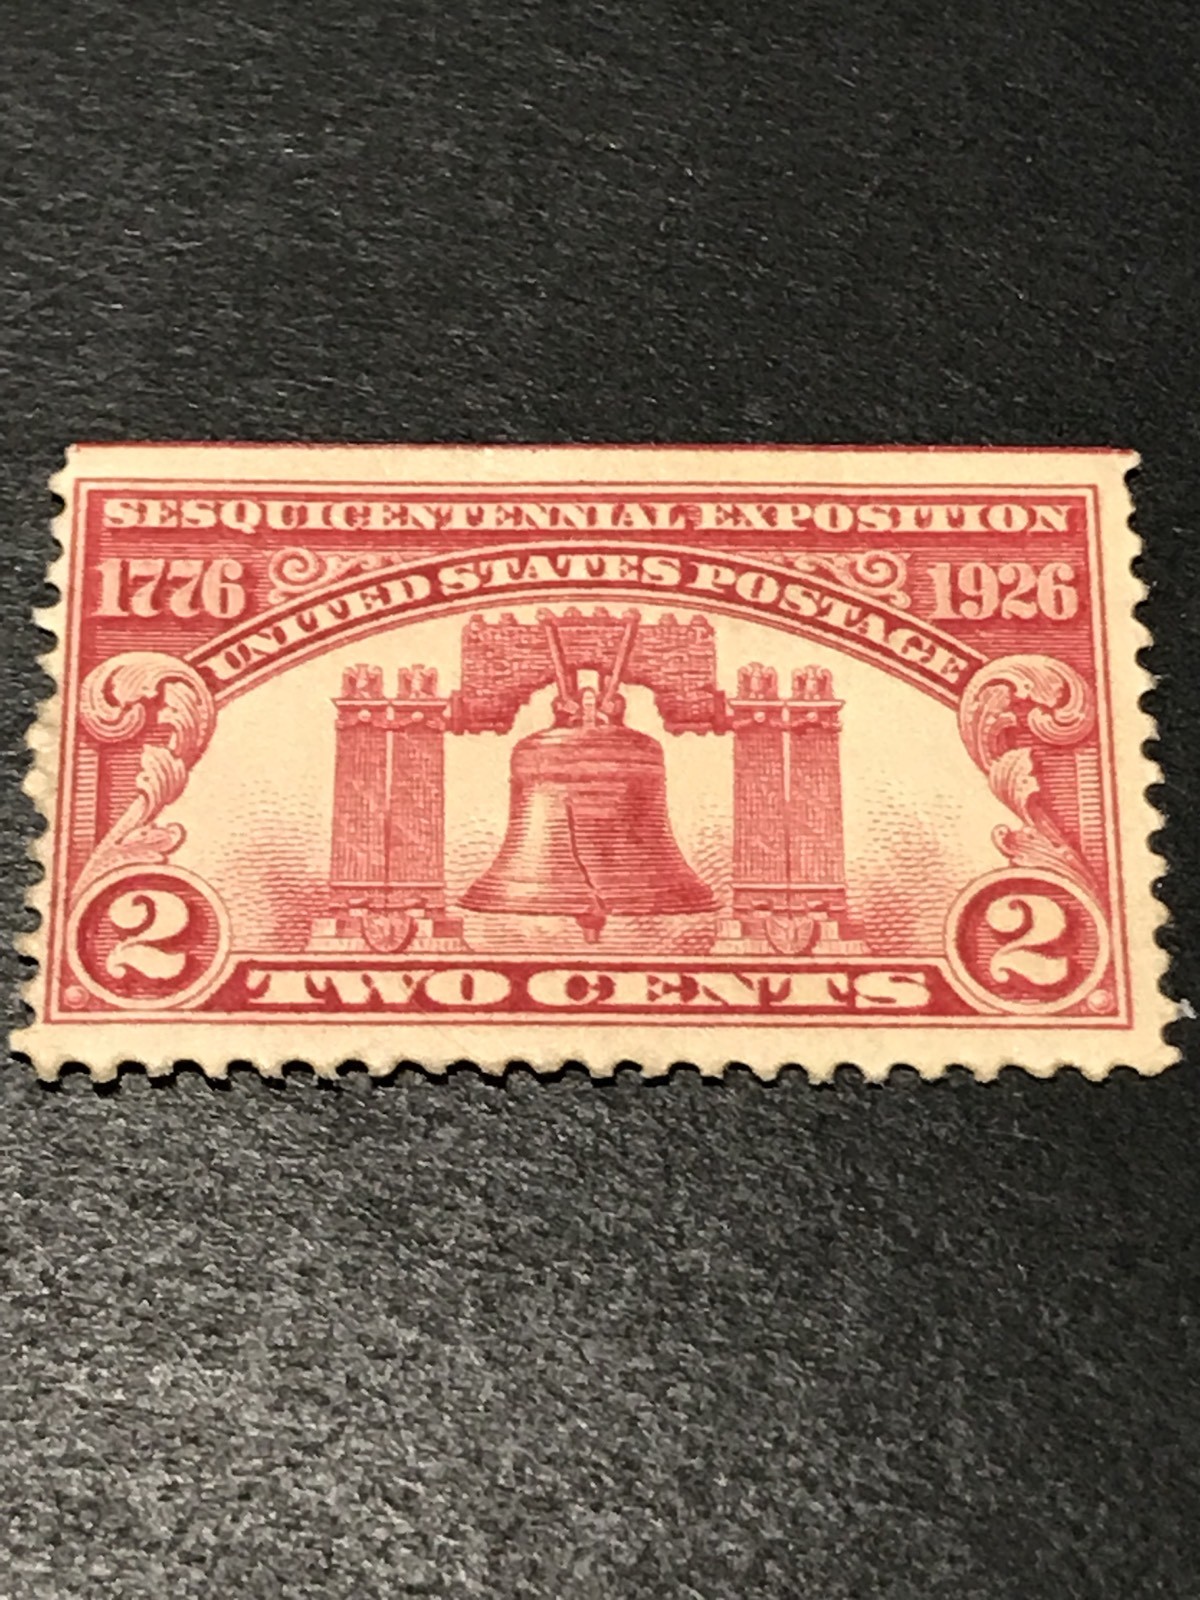 SESQUICENTENNIAL EXPOSITION
1776 1926
UNITED STATES POSTAGE
2 2
TWO CENTS